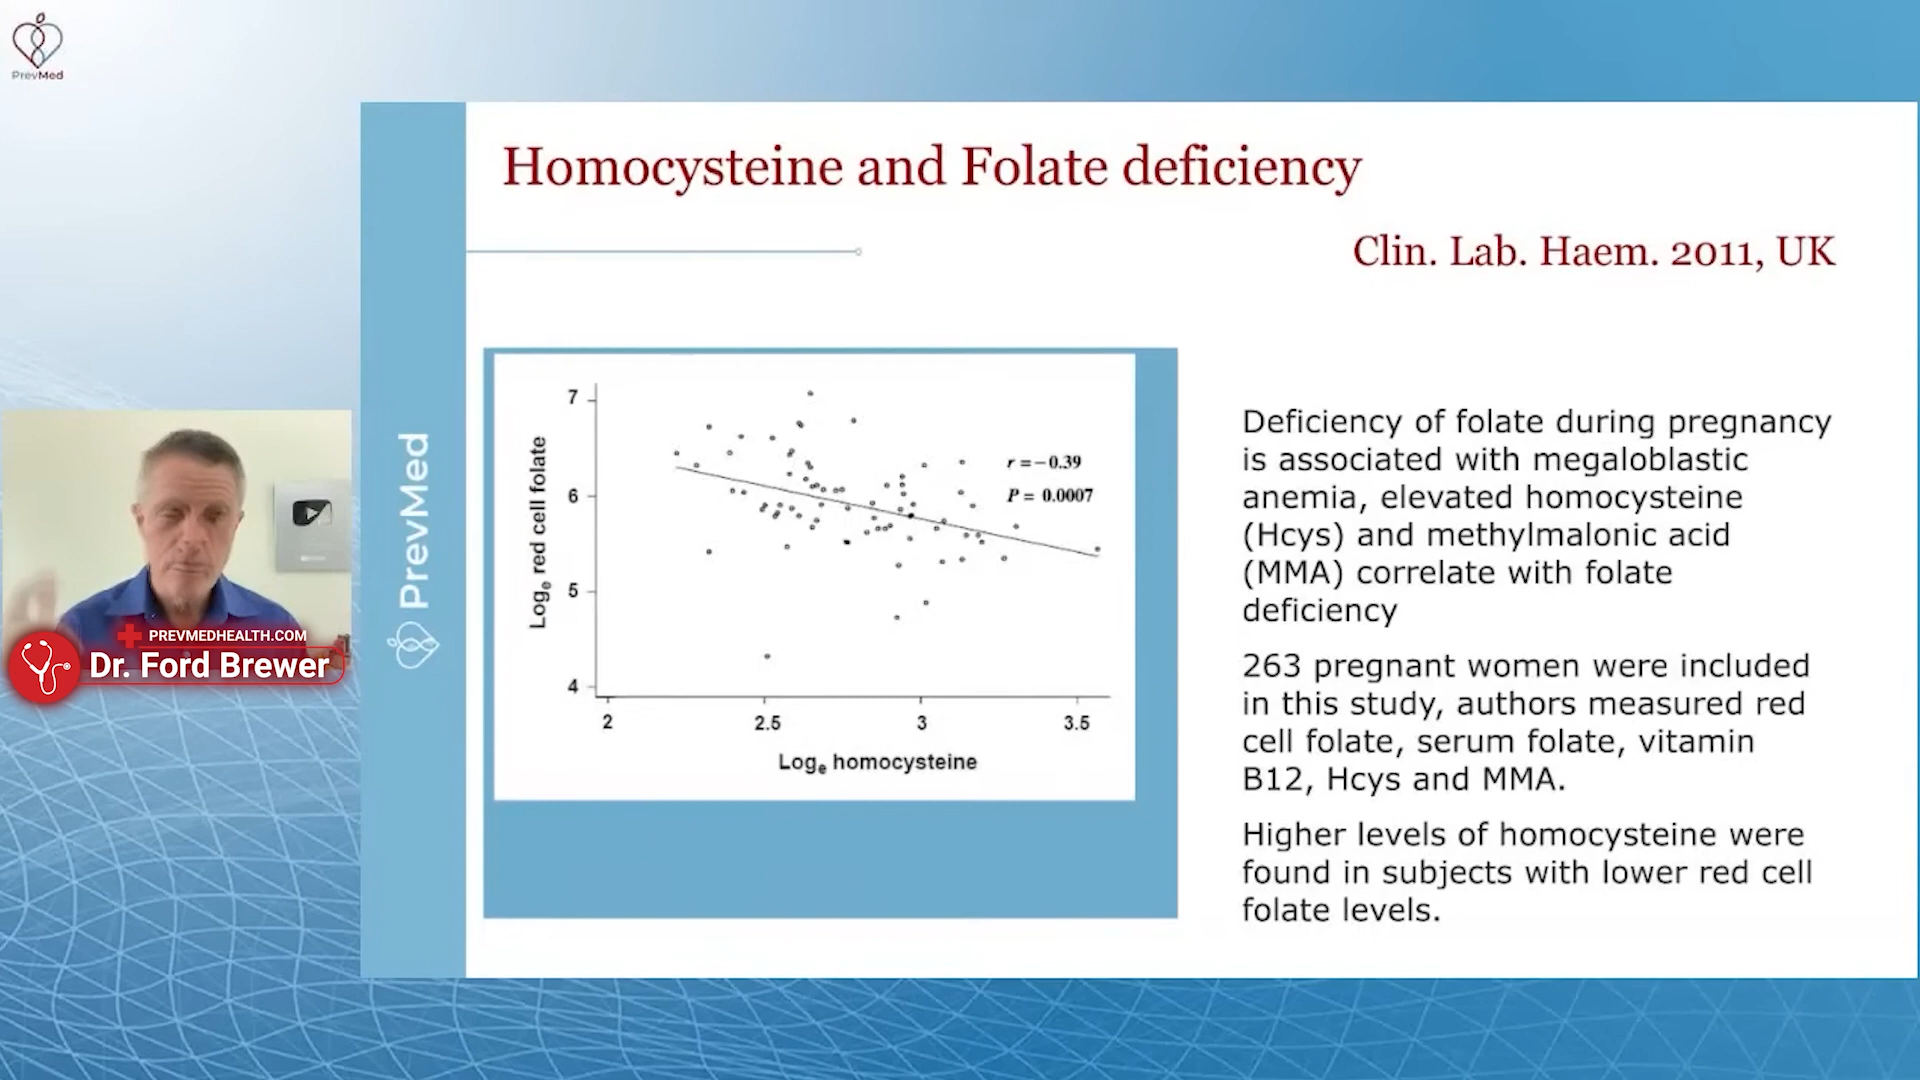 PrevMed
Homocysteine and Folate deficiency
Clin. Lab. Haem. 2011, UK
PrevMed
7
6
5
4
Logₑ red cell folate
r = −0.39
P = 0.0007
2
2.5
3
3.5
Logₑ homocysteine
Deficiency of folate during pregnancy
is associated with megaloblastic
anemia, elevated homocysteine
(Hcys) and methylmalonic acid
(MMA) correlate with folate
deficiency
263 pregnant women were included
in this study, authors measured red
cell folate, serum folate, vitamin
B12, Hcys and MMA.
Higher levels of homocysteine were
found in subjects with lower red cell
folate levels.
PREVMEDHEALTH.COM
Dr. Ford Brewer